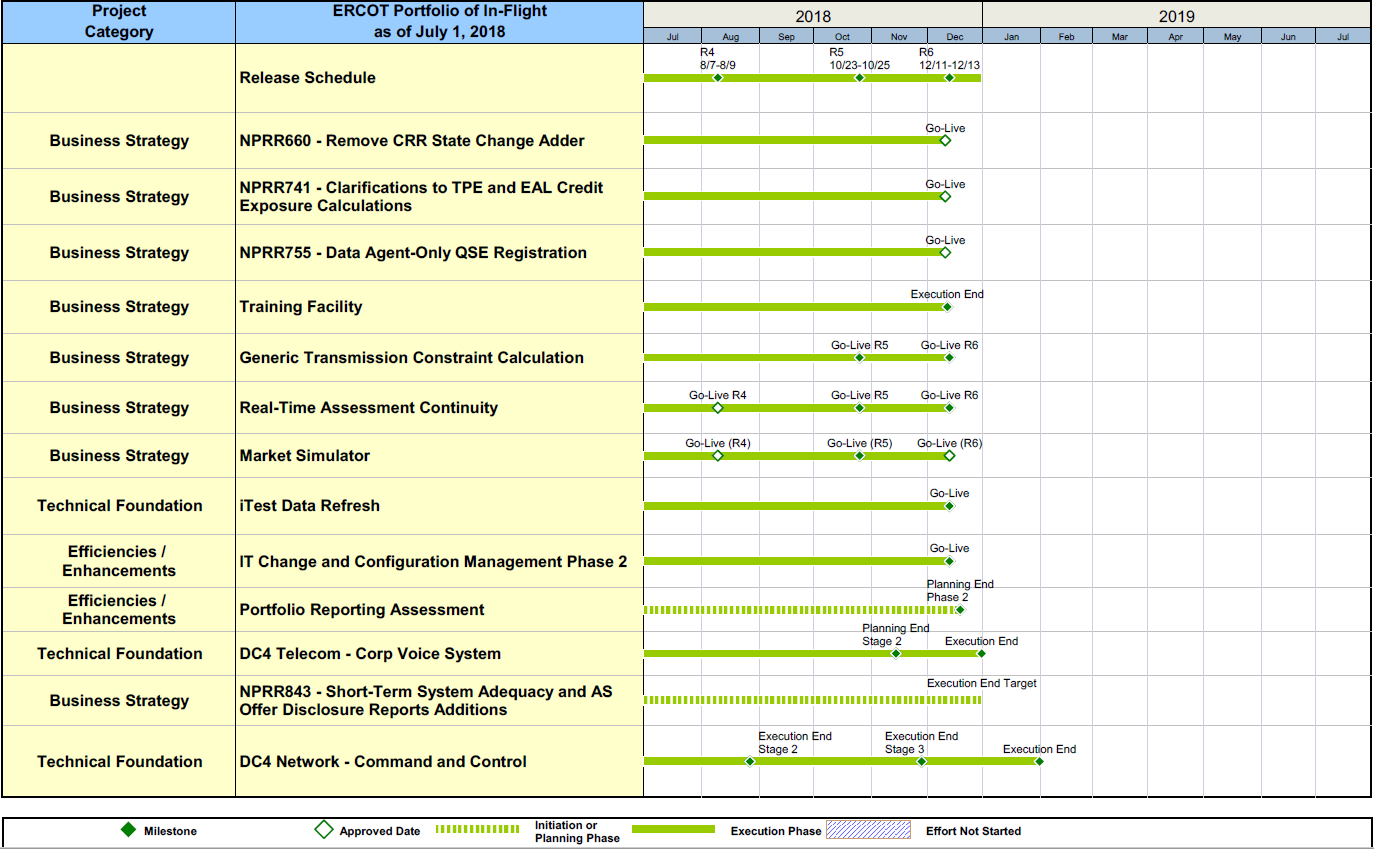 Project
Category
ERCOT Portfolio of In-Flight
as of July 1, 2018
2018
2019
Jul Aug Sep Oct Nov Dec Jan Feb Mar Apr May Jun Jul
Release Schedule
R4
8/7-8/9
R5
10/23-10/25
R6
12/11-12/13
Business Strategy
NPRR660 - Remove CRR State Change Adder
Go-Live
Business Strategy
NPRR741 - Clarifications to TPE and EAL Credit
Exposure Calculations
Go-Live
Business Strategy
NPRR755 - Data Agent-Only QSE Registration
Go-Live
Business Strategy
Training Facility
Execution End
Business Strategy
Generic Transmission Constraint Calculation
Go-Live R5
Go-Live R6
Business Strategy
Real-Time Assessment Continuity
Go-Live R4
Go-Live R5
Go-Live R6
Business Strategy
Market Simulator
Go-Live (R4)
Go-Live (R5)
Go-Live (R6)
Technical Foundation
iTest Data Refresh
Go-Live
Efficiencies /
Enhancements
IT Change and Configuration Management Phase 2
Go-Live
Efficiencies /
Enhancements
Portfolio Reporting Assessment
Planning End
Phase 2
Technical Foundation
DC4 Telecom - Corp Voice System
Planning End
Stage 2
Execution End
Business Strategy
NPRR843 - Short-Term System Adequacy and AS
Offer Disclosure Reports Additions
Execution End Target
Technical Foundation
DC4 Network - Command and Control
Execution End
Stage 2
Execution End
Stage 3
Execution End
Milestone
Approved Date
Initiation or
Planning Phase
Execution Phase
Effort Not Started